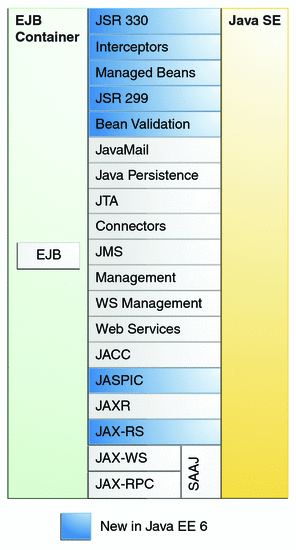 EJB
Container
JSR 330
Java SE
Interceptors
Managed Beans
JSR 299
Bean Validation
JavaMail
Java Persistence
JTA
Connectors
EJB
JMS
Management
WS Management
Web Services
JACC
JASPIC
JAXR
JAX-RS
JAX-WS
SAAJ
JAX-RPC
New in Java EE 6